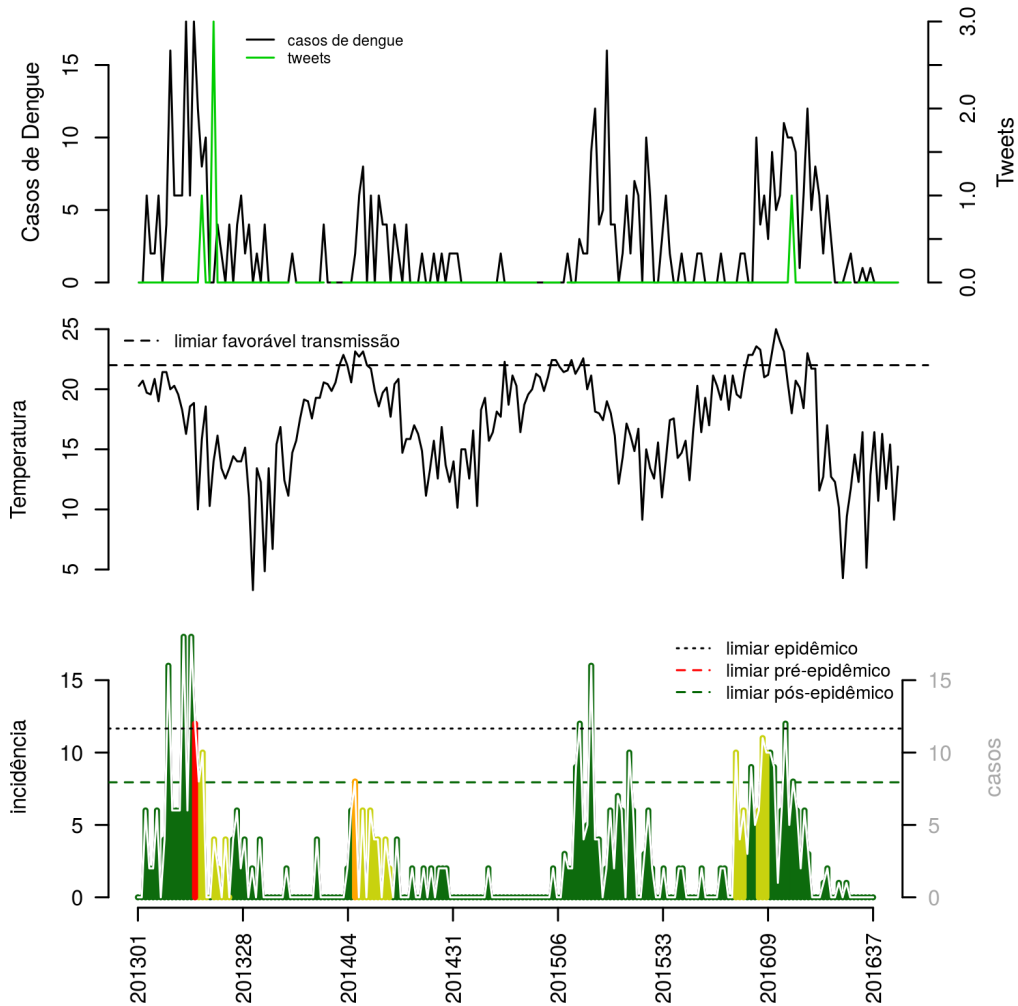 casos de dengue
tweets
Casos de Dengue
0
5
10
15
Tweets
0.0
1.0
2.0
3.0
limiar favorável transmissão
Temperatura
5
10
15
20
25
limiar epidêmico
limiar pré-epidêmico
limiar pós-epidêmico
incidência
0
5
10
15
casos
0
5
10
15
201301
201328
201404
201431
201506
201533
201609
201637